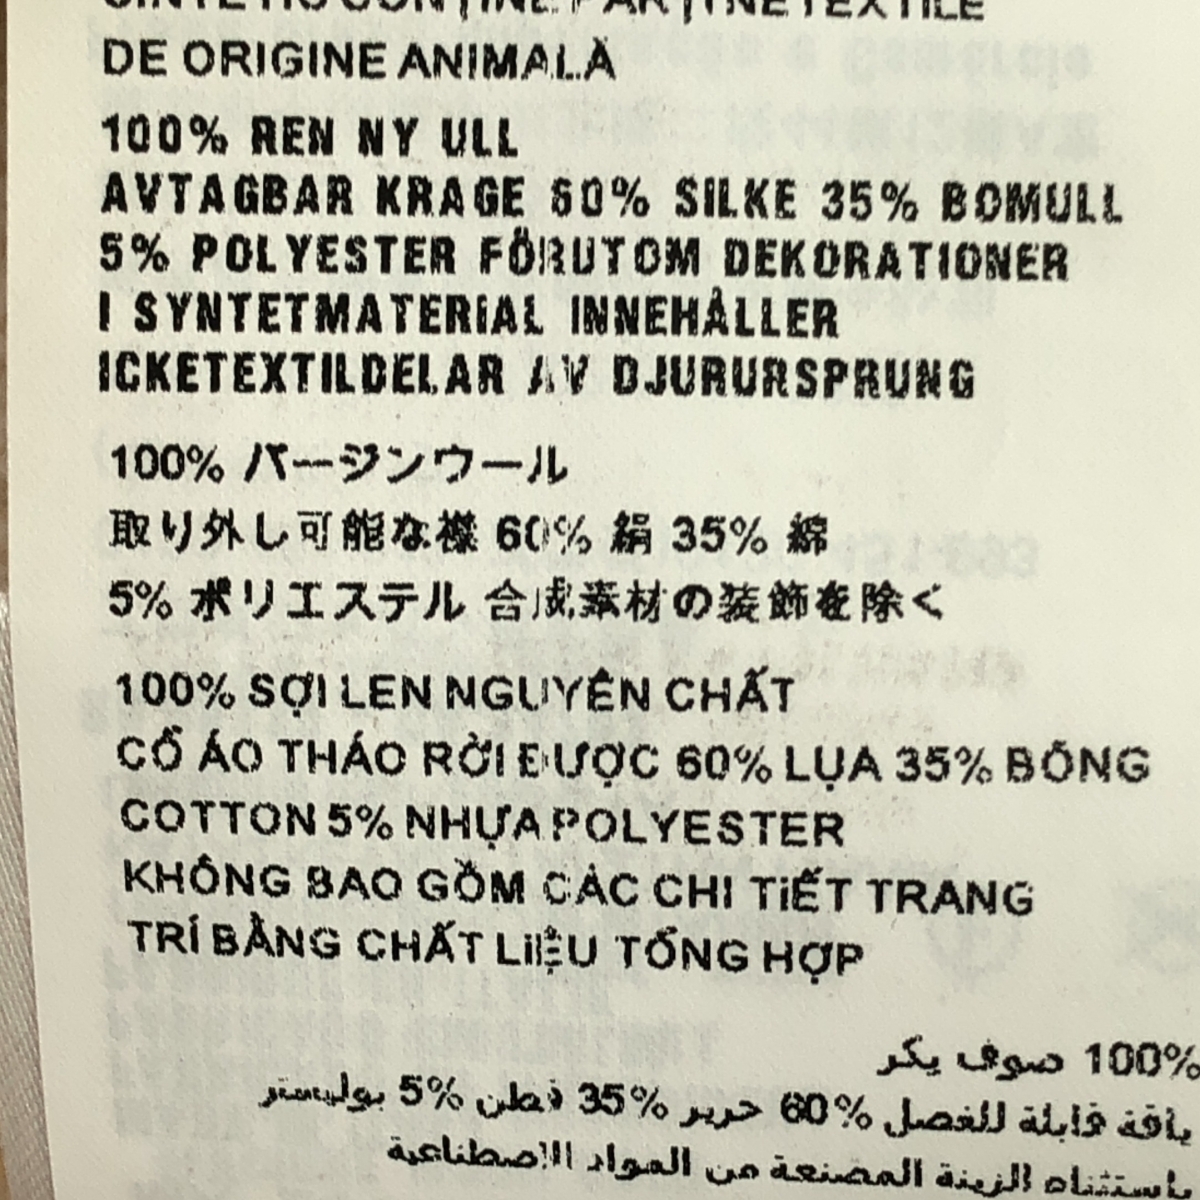 SINTETIC CONȚINE PĂRȚI NETEXTILE
DE ORIGINE ANIMALĂ
100% REN NY ULL
AVTAGBAR KRAGE 60% SILKE 35% BOMULL
5% POLYESTER FÖRUTOM DEKORATIONER
I SYNTETMATERIAL INNEHÅLLER
ICKETEXTILDELAR AV DJURURSPRUNG
100% バージンウール
取り外し可能な襟 60% 絹 35% 綿
5% ポリエステル 合成素材の装飾を除く
100% SỢI LEN NGUYÊN CHẤT
CỔ ÁO THÁO RỜI ĐƯỢC 60% LỤA 35% BÔNG
COTTON 5% NHỰA POLYESTER
KHÔNG BAO GỒM CÁC CHI TIẾT TRANG
TRÍ BẰNG CHẤT LIỆU TỔNG HỢP
100% صوف بكر
ياقة قابلة للفصل 60% حرير 35% قطن 5% بوليستر
باستثناء الزينة المصنعة من المواد الاصطناعية